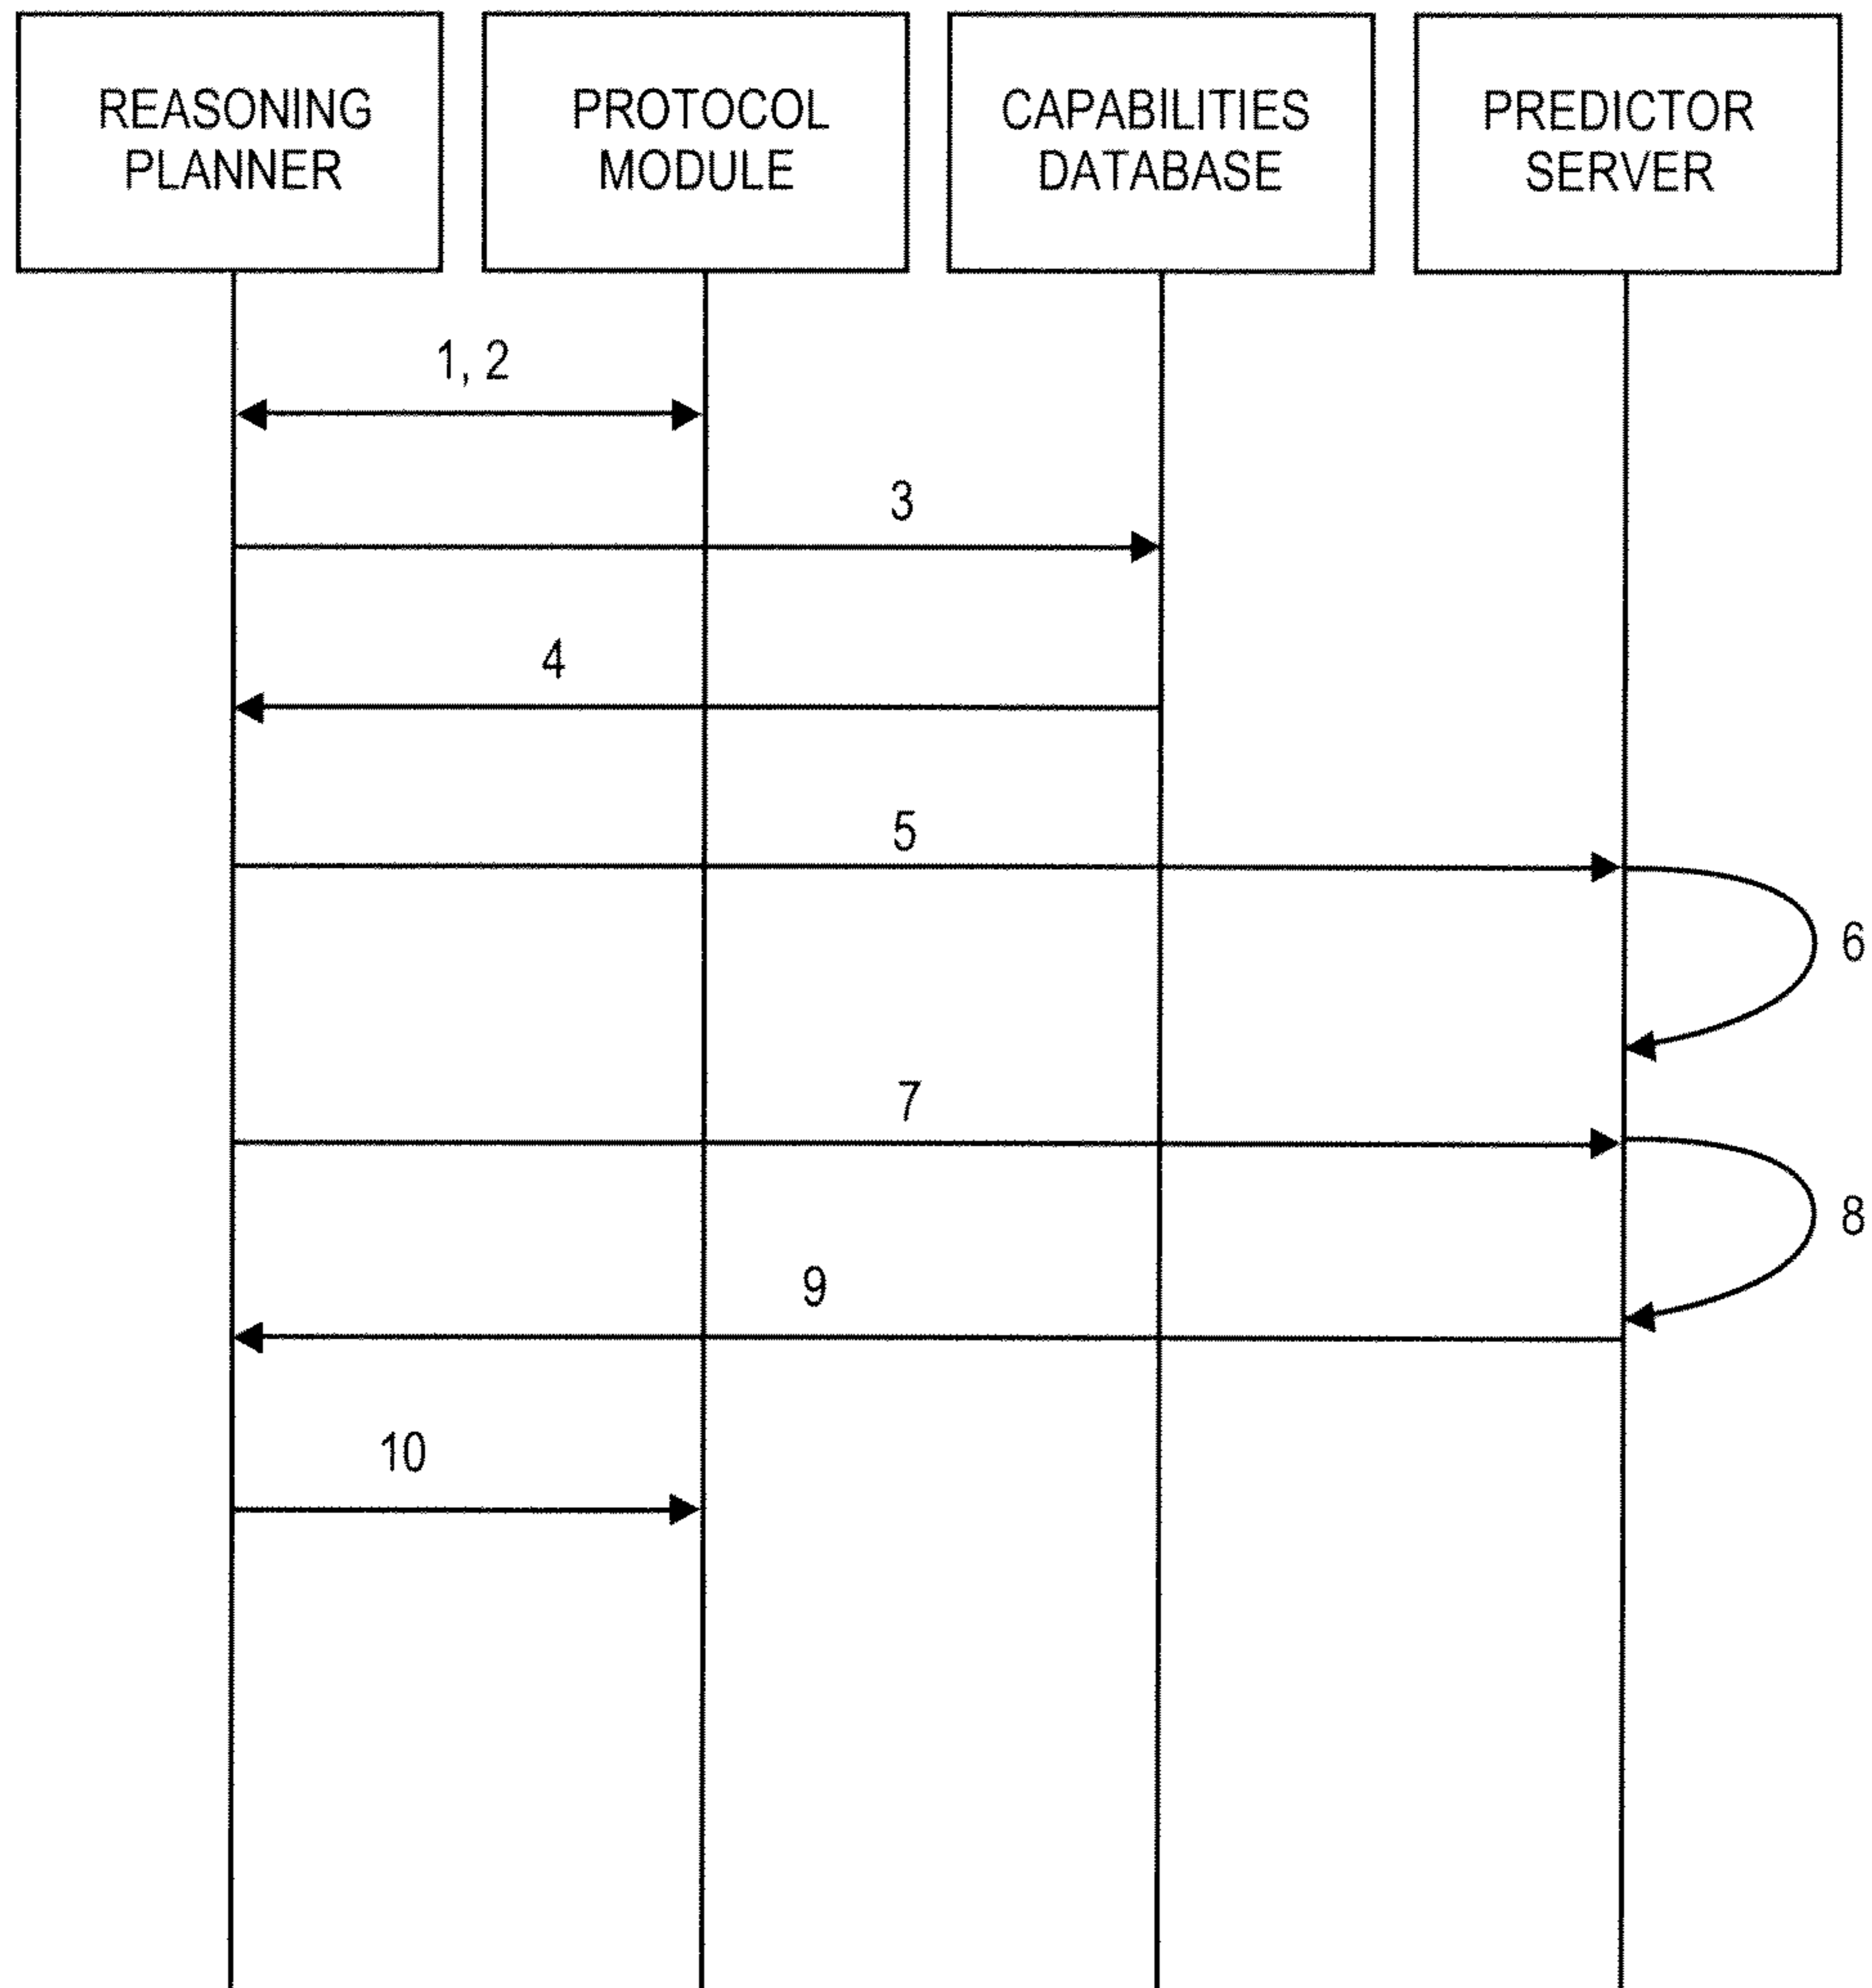 REASONING
PLANNER
PROTOCOL
MODULE
CAPABILITIES
DATABASE
PREDICTOR
SERVER
1, 2
3
4
5
6
7
8
9
10